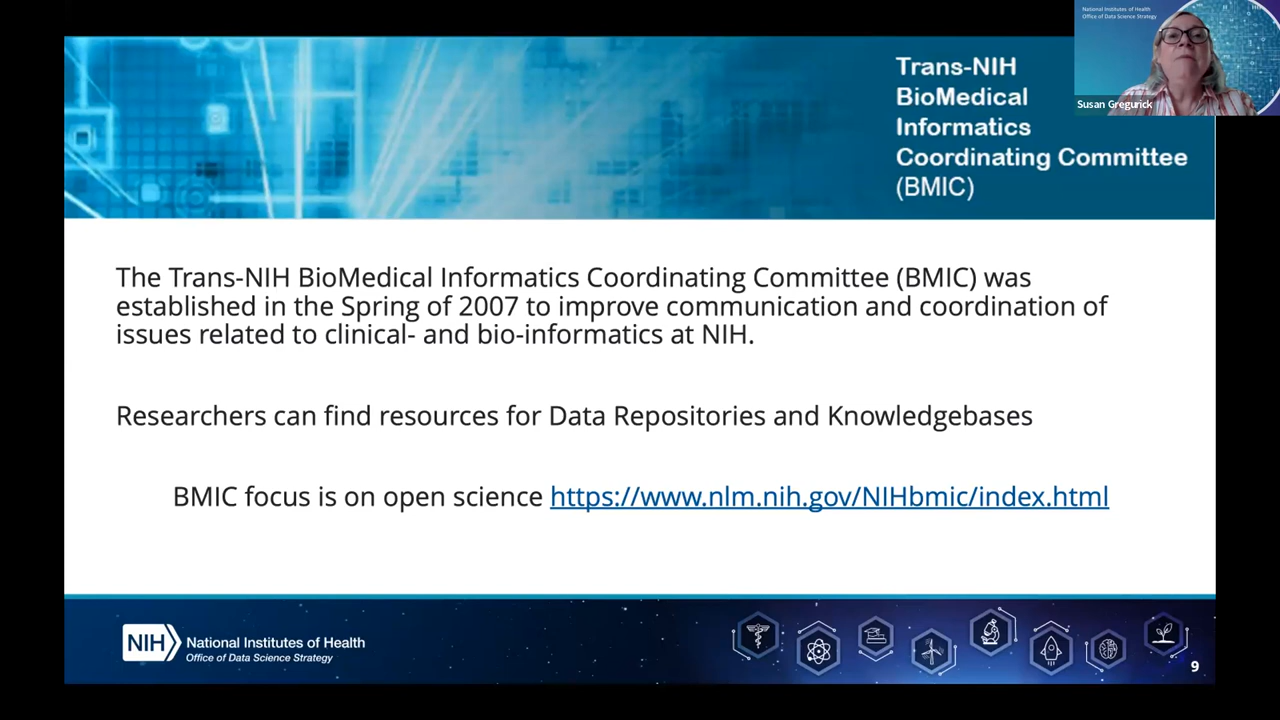 National Institutes of Health
Office of Data Science Strategy
Susan Gregurick
Trans-NIH
BioMedical
Informatics
Coordinating Committee
(BMIC)
The Trans-NIH BioMedical Informatics Coordinating Committee (BMIC) was
established in the Spring of 2007 to improve communication and coordination of
issues related to clinical- and bio-informatics at NIH.
Researchers can find resources for Data Repositories and Knowledgebases
BMIC focus is on open science https://www.nlm.nih.gov/NIHbmic/index.html
NIH National Institutes of Health
Office of Data Science Strategy
9